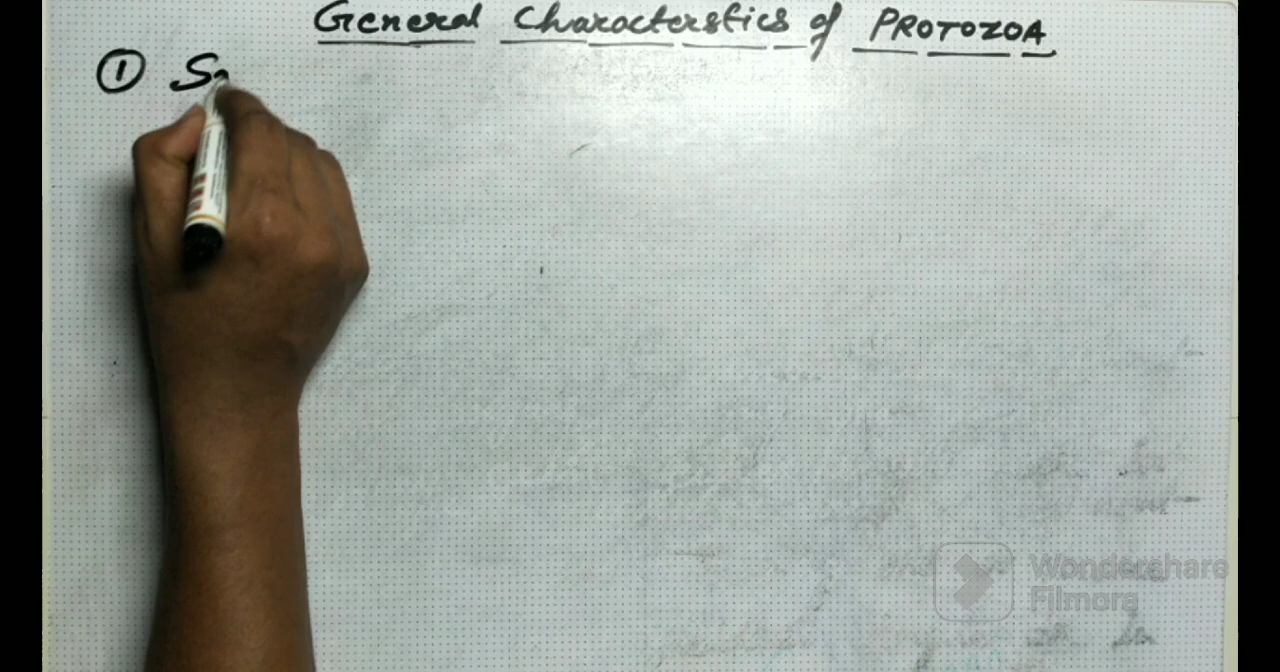 General Characterstics of PROTOZOA
① S
Wondershare
Filmora